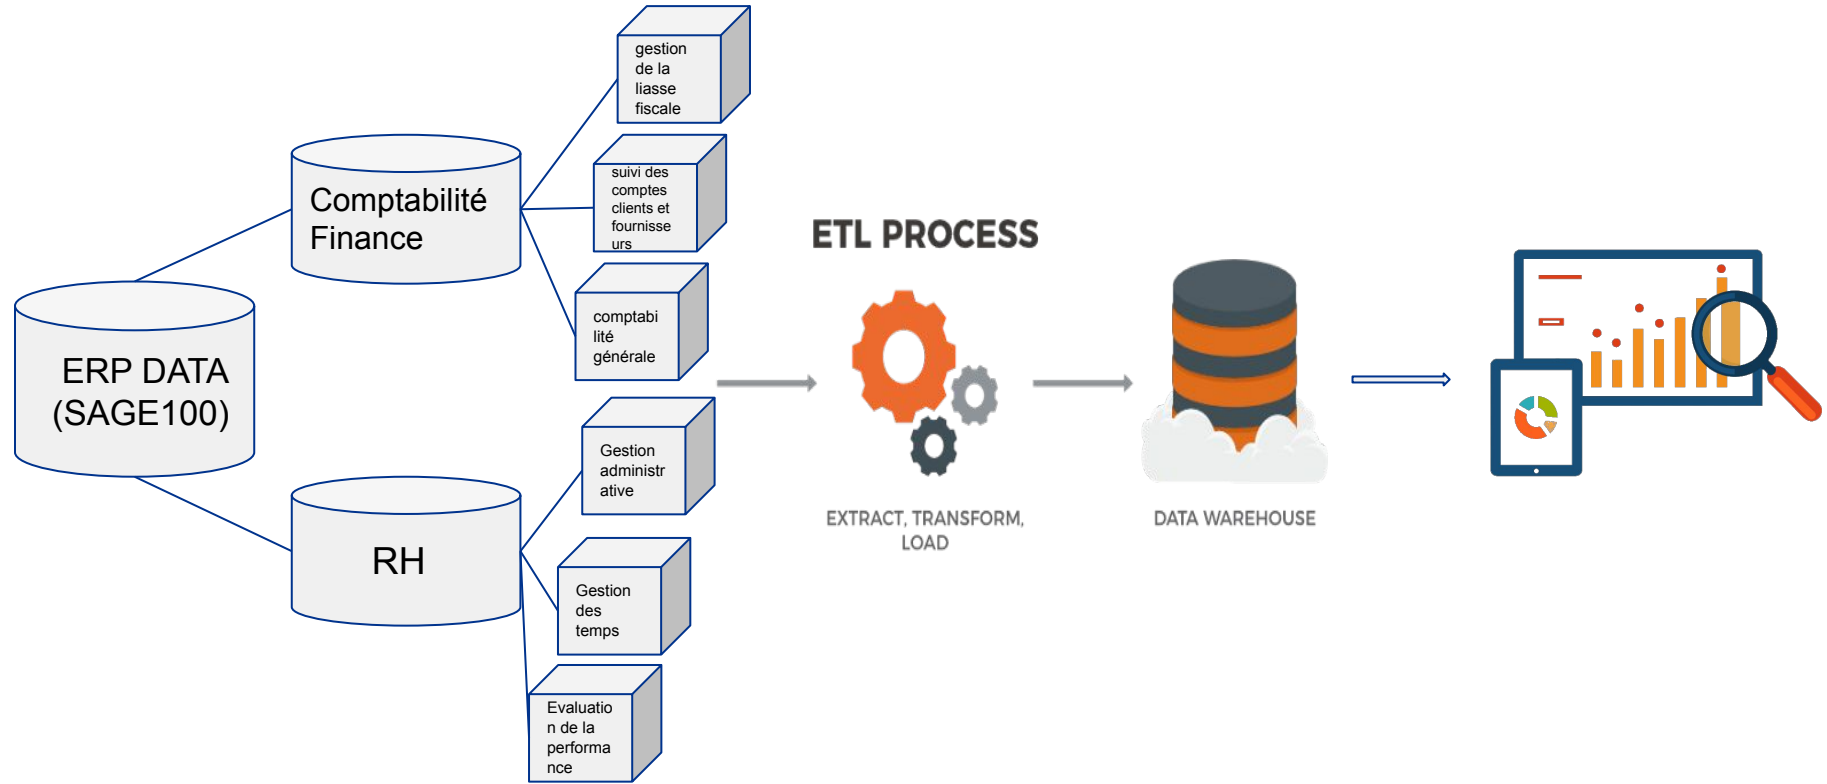 gestion
de la
liasse
fiscale
suivi des
comptes
clients et
fournisse
urs
comptabi
lité
générale
Comptabilité
Finance
ERP DATA
(SAGE100)
RH
Gestion
administr
ative
Gestion
des
temps
Evaluatio
n de la
performa
nce
ETL PROCESS
EXTRACT, TRANSFORM,
LOAD
DATA WAREHOUSE